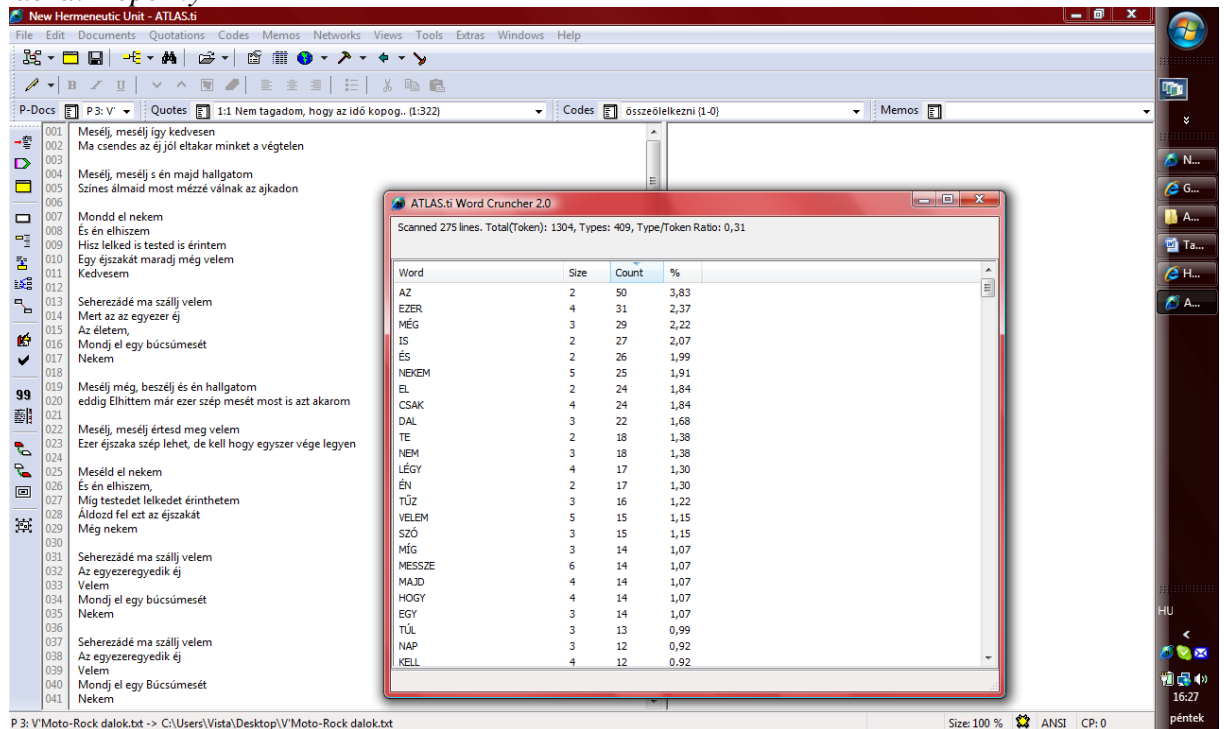 New Hermeneutic Unit - ATLAS.ti
File Edit Documents Quotations Codes Memos Networks Views Tools Extras Windows Help
B I U
P-Docs P 3: V' Quotes 1:1 Nem tagadom, hogy az idő kopog.. (1:322) Codes összeölelkezni {1-0} Memos
001 Mesélj, mesélj így kedvesen
002 Ma csendes az éj jól eltakar minket a végtelen
003
004 Mesélj, mesélj s én majd hallgatom
005 Színes álmaid most mézzé válnak az ajkadon
006
007 Mondd el nekem
008 És én elhiszem
009 Hisz lelked is tested is érintem
010 Egy éjszakát maradj még velem
011 Kedvesem
012
013 Seherezádé ma szállj velem
014 Mert az az egyezer éj
015 Az életem,
016 Mondj el egy búcsúmesét
017 Nekem
018
019 Mesélj még, beszélj és én hallgatom
020 eddig Elhittem már ezer szép mesét most is azt akarom
021
022 Mesélj, mesélj értesd meg velem
023 Ezer éjszaka szép lehet, de kell hogy egyszer vége legyen
024
025 Meséld el nekem
026 És én elhiszem,
027 Míg testedet lelkedet érinthetem
028 Áldozd fel ezt az éjszakát
029 Még nekem
030
031 Seherezádé ma szállj velem
032 Az egyezeregyedik éj
033 Velem
034 Mondj el egy búcsúmesét
035 Nekem
036
037 Seherezádé ma szállj velem
038 Az egyezeregyedik éj
039 Velem
040 Mondj el egy Búcsúmesét
041 Nekem
ATLAS.ti Word Cruncher 2.0
Scanned 275 lines. Total(Token): 1304, Types: 409, Type/Token Ratio: 0,31
Word Size Count %
AZ 2 50 3,83
EZER 4 31 2,37
MÉG 3 29 2,22
IS 2 27 2,07
ÉS 2 26 1,99
NEKEM 5 25 1,91
EL 2 24 1,84
CSAK 4 24 1,84
DAL 3 22 1,68
TE 2 18 1,38
NEM 3 18 1,38
LÉGY 4 17 1,30
ÉN 2 17 1,30
TŰZ 3 16 1,22
VELEM 5 15 1,15
SZÓ 3 15 1,15
MÍG 3 14 1,07
MESSZE 6 14 1,07
MAJD 4 14 1,07
HOGY 4 14 1,07
EGY 3 14 1,07
TÚL 3 13 0,99
NAP 3 12 0,92
KELL 4 12 0,92
N...
G...
A...
Ta...
H...
A...
HU
16:27
péntek
P 3: V'Moto-Rock dalok.txt -> C:\Users\Vista\Desktop\V'Moto-Rock dalok.txt
Size: 100 % ANSI CP: 0